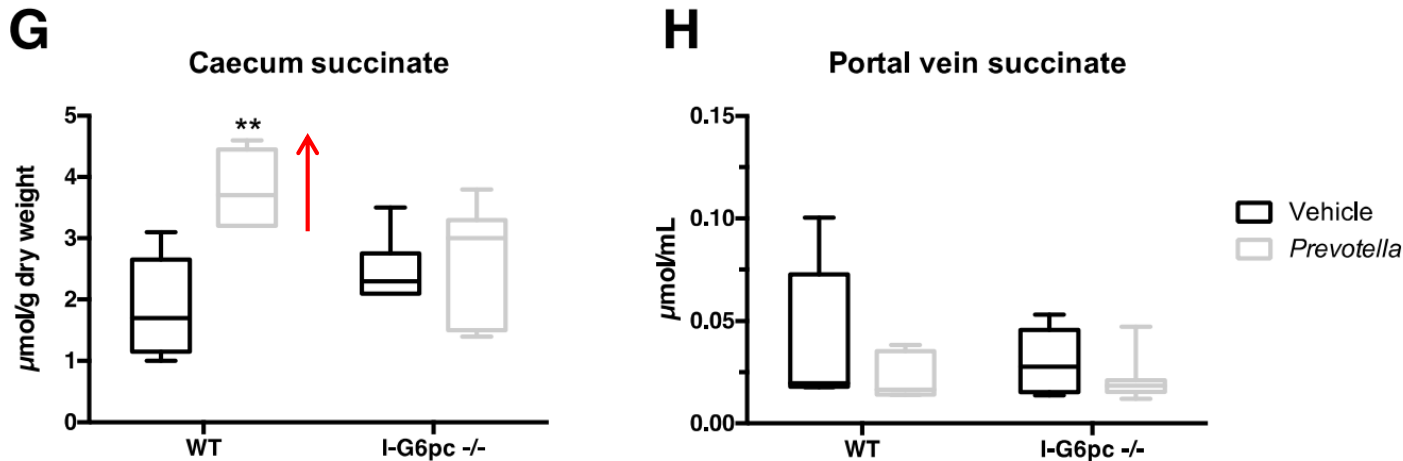 G
Caecum succinate
µmol/g dry weight
5
4
3
2
1
0
**
WT
I-G6pc -/-
H
Portal vein succinate
µmol/mL
0.15
0.10
0.05
0.00
WT
I-G6pc -/-
Vehicle
Prevotella